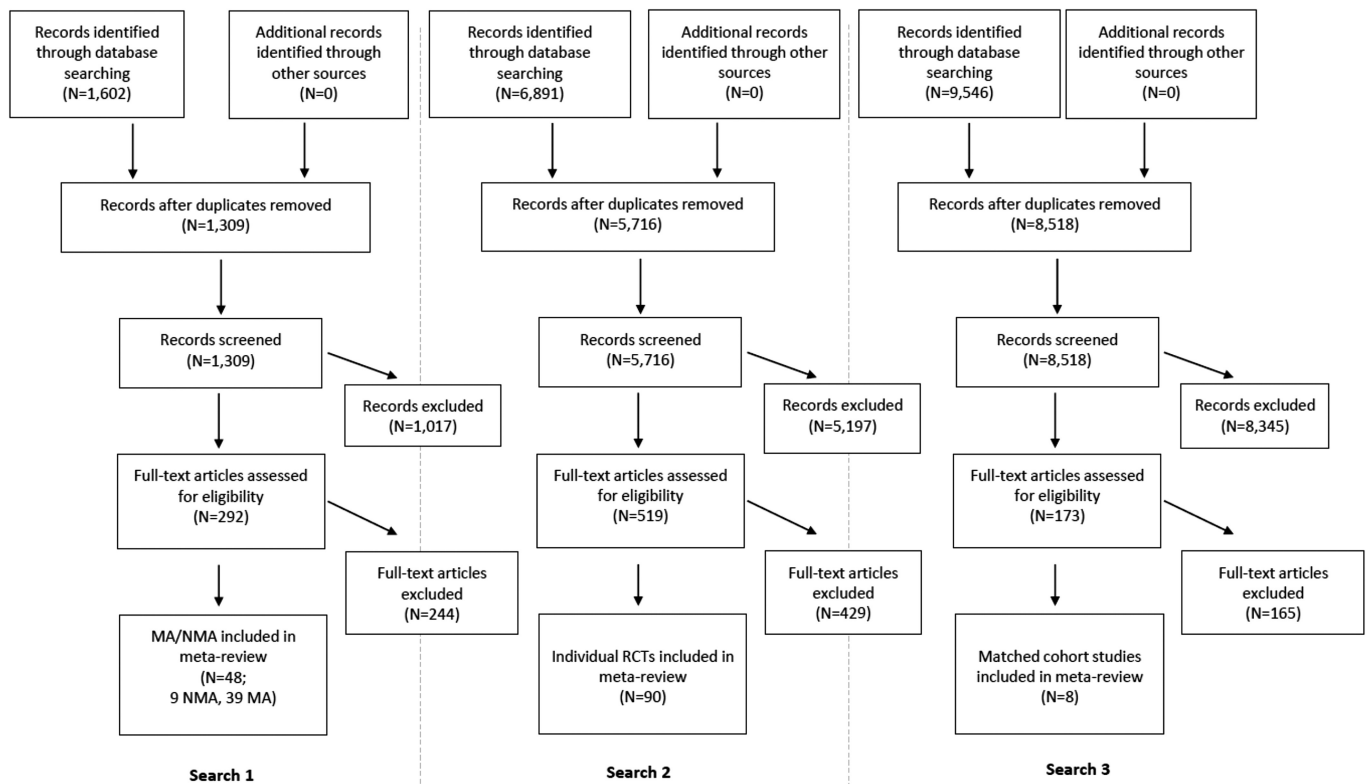 Records identified
through database
searching
(N=1,602)
Additional records
identified through
other sources
(N=0)
Records after duplicates removed
(N=1,309)
Records screened
(N=1,309)
Records excluded
(N=1,017)
Full-text articles assessed
for eligibility
(N=292)
Full-text articles
excluded
(N=244)
MA/NMA included in
meta-review
(N=48;
9 NMA, 39 MA)
Search 1
Records identified
through database
searching
(N=6,891)
Additional records
identified through other
sources
(N=0)
Records after duplicates removed
(N=5,716)
Records screened
(N=5,716)
Records excluded
(N=5,197)
Full-text articles assessed
for eligibility
(N=519)
Full-text articles
excluded
(N=429)
Individual RCTs included in
meta-review
(N=90)
Search 2
Records identified
through database
searching
(N=9,546)
Additional records
identified through other
sources
(N=0)
Records after duplicates removed
(N=8,518)
Records screened
(N=8,518)
Records excluded
(N=8,345)
Full-text articles assessed
for eligibility
(N=173)
Full-text articles
excluded
(N=165)
Matched cohort studies
included in meta-review
(N=8)
Search 3